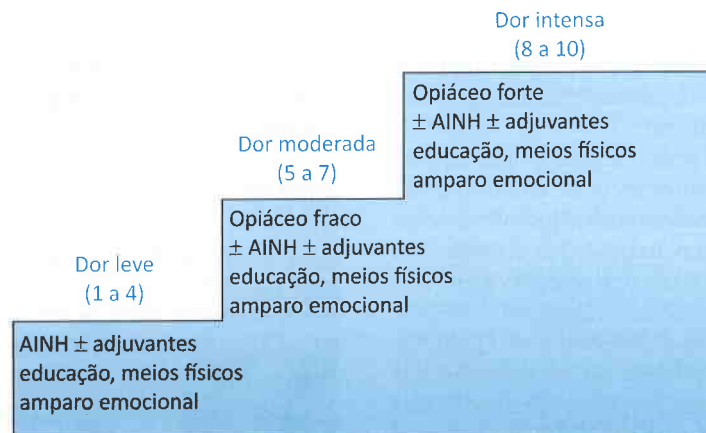 Dor intensa
(8 a 10)
Opiáceo forte
± AINH ± adjuvantes
educação, meios físicos
amparo emocional
Dor moderada
(5 a 7)
Opiáceo fraco
± AINH ± adjuvantes
educação, meios físicos
amparo emocional
Dor leve
(1 a 4)
AINH ± adjuvantes
educação, meios físicos
amparo emocional